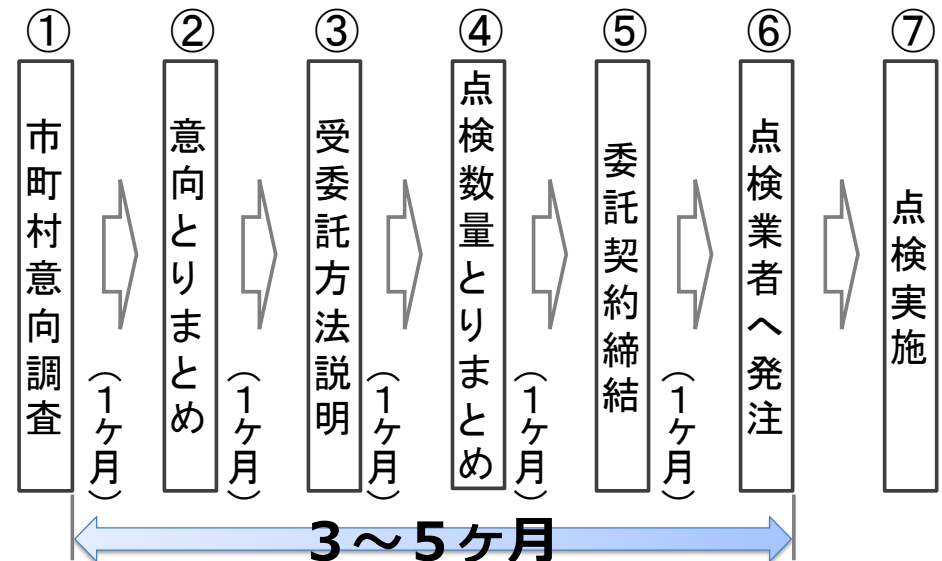 ①
市町村意向調査
(1ヶ月)
②
意向とりまとめ
(1ヶ月)
③
受委託方法説明
(1ヶ月)
④
点検数量とりまとめ
(1ヶ月)
⑤
委託契約締結
(1ヶ月)
⑥
点検業者へ発注
⑦
点検実施
3～5ヶ月